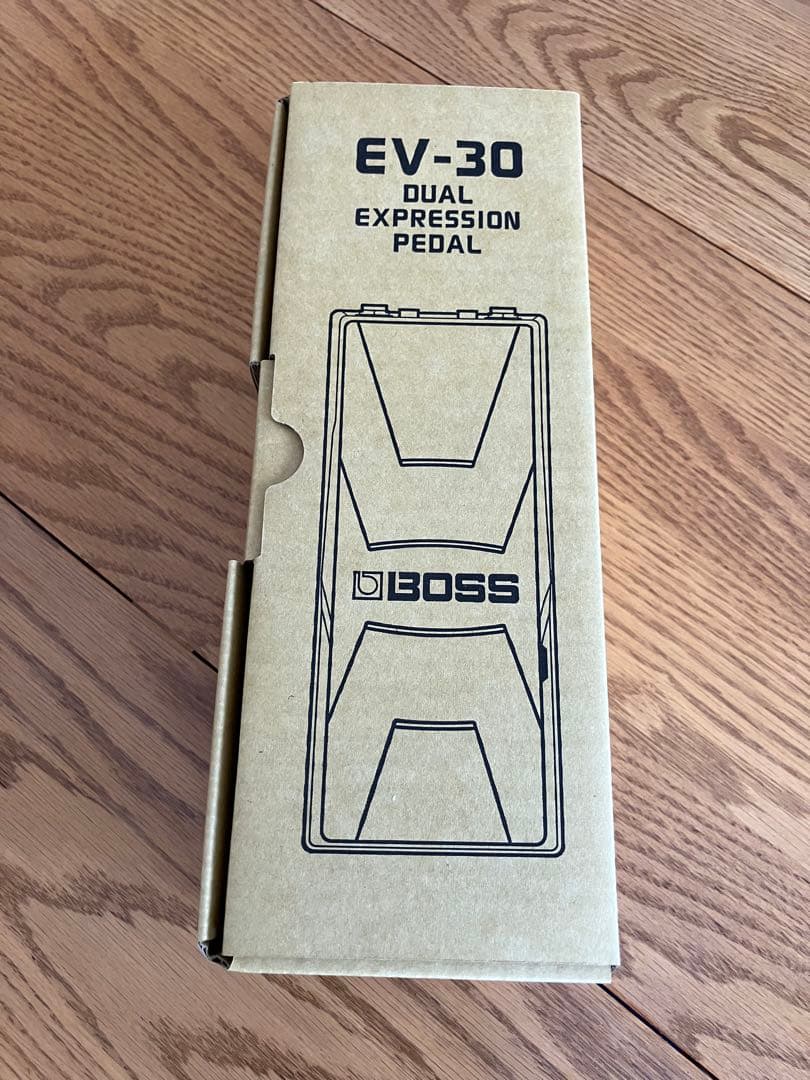 EV-30
DUAL
EXPRESSION
PEDAL
BOSS